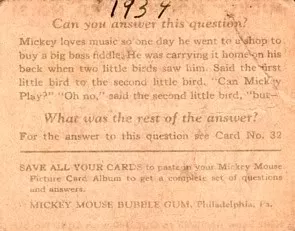 1934
Can you answer this question?
Mickey loves music so one day he went to a shop to
buy a big bass fiddle. He was carrying it home on his
back when two little birds saw him. Said the first
little bird to the second little bird, "Can Mickey
Play?" "Oh no," said the second little bird, "but—
What was the rest of the answer?
For the answer to this question see Card No. 32
SAVE ALL YOUR CARDS to paste in your Mickey Mouse
Picture Card Album to get a complete set of questions
and answers.
MICKEY MOUSE BUBBLE GUM, Philadelphia, Pa.